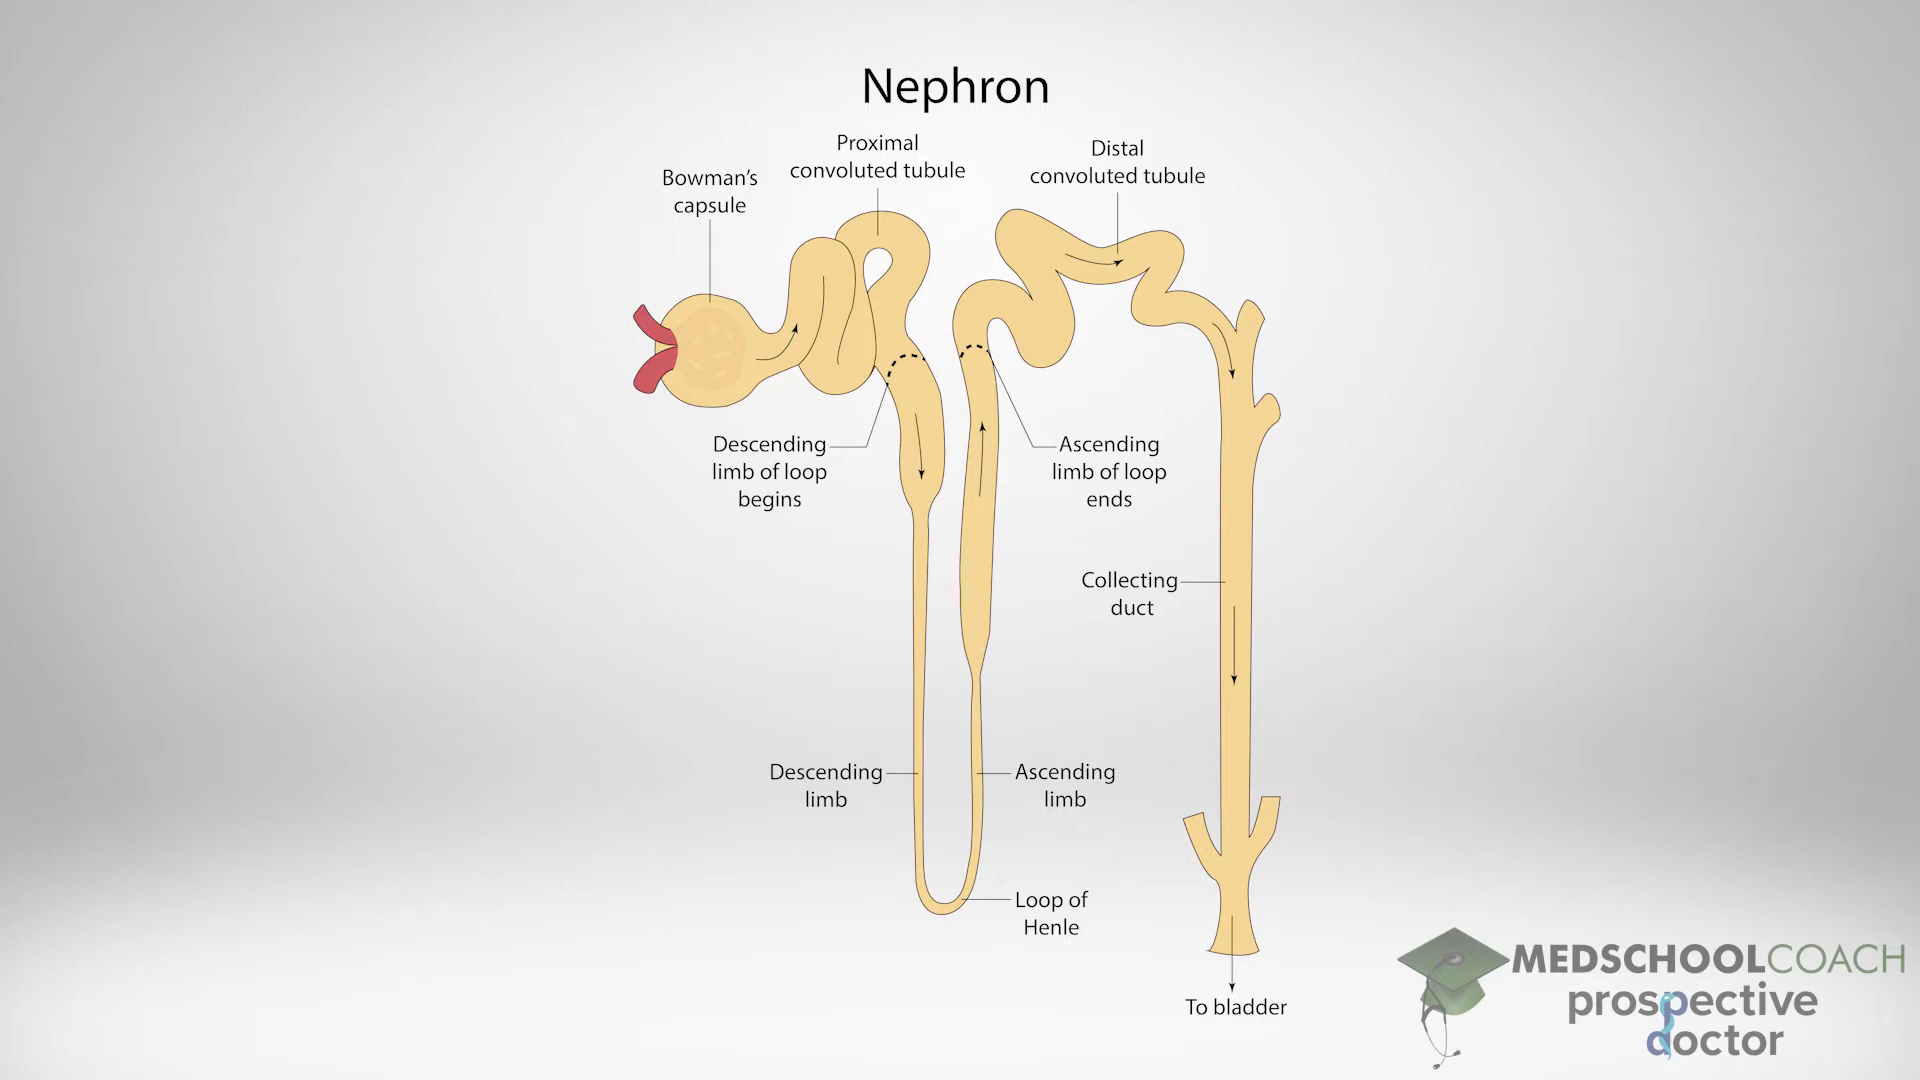 Nephron
Proximal
convoluted tubule
Distal
convoluted tubule
Bowman’s
capsule
Descending
limb of loop
begins
Ascending
limb of loop
ends
Collecting
duct
Descending
limb
Ascending
limb
Loop of
Henle
To bladder
MEDSCHOOLCOACH
prospective
doctor